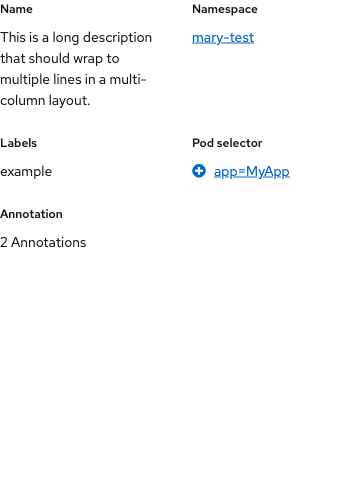 Name
This is a long description
that should wrap to
multiple lines in a multi-
column layout.
Namespace
mary-test
Labels
example
Pod selector
app=MyApp
Annotation
2 Annotations